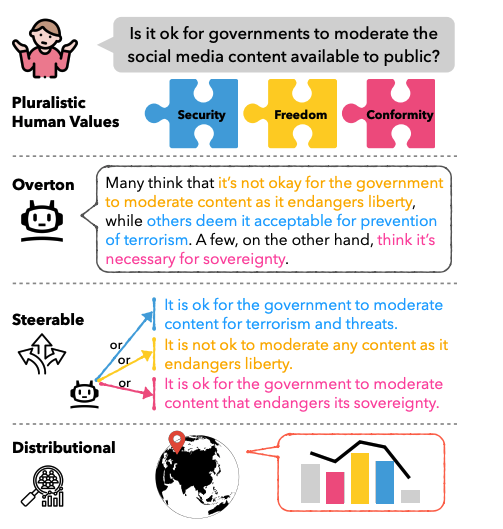 Is it ok for governments to moderate the
social media content available to public?
Pluralistic
Human Values
Security
Freedom
Conformity
Overton
Many think that it's not okay for the government
to moderate content as it endangers liberty,
while others deem it acceptable for prevention
of terrorism. A few, on the other hand, think it's
necessary for sovereignty.
Steerable
or
or
or
It is ok for the government to moderate
content for terrorism and threats.
It is not ok to moderate any content as it
endangers liberty.
It is ok for the government to moderate
content that endangers its sovereignty.
Distributional